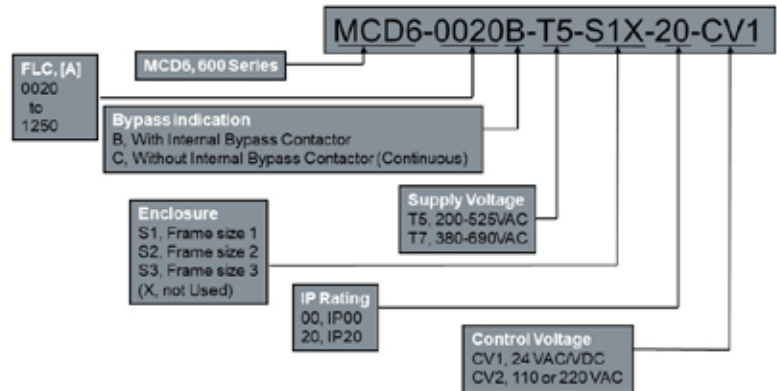 MCD6-0020B-T5-S1X-20-CV1
MCD6, 600 Series
FLC, [A]
0020
to
1250
Bypass indication
B, With Internal Bypass Contactor
C, Without Internal Bypass Contactor (Continuous)
Supply Voltage
T5, 200-525VAC
T7, 380-690VAC
Enclosure
S1, Frame size 1
S2, Frame size 2
S3, Frame size 3
(X, not Used)
IP Rating
00, IP00
20, IP20
Control Voltage
CV1, 24 VAC/VDC
CV2, 110 or 220 VAC